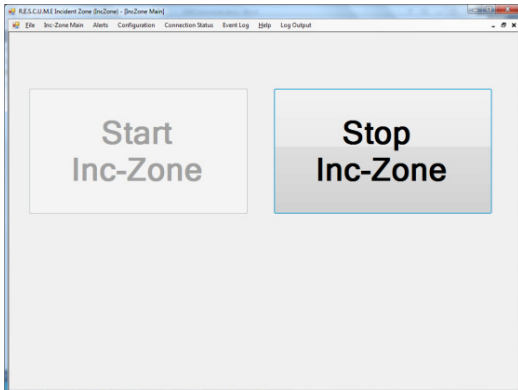 R.E.S.C.U.M.E Incident Zone (IncZone) - [IncZone Main]
File Inc-Zone Main Alerts Configuration Connection Status Event Log Help Log Output
Start
Inc-Zone
Stop
Inc-Zone